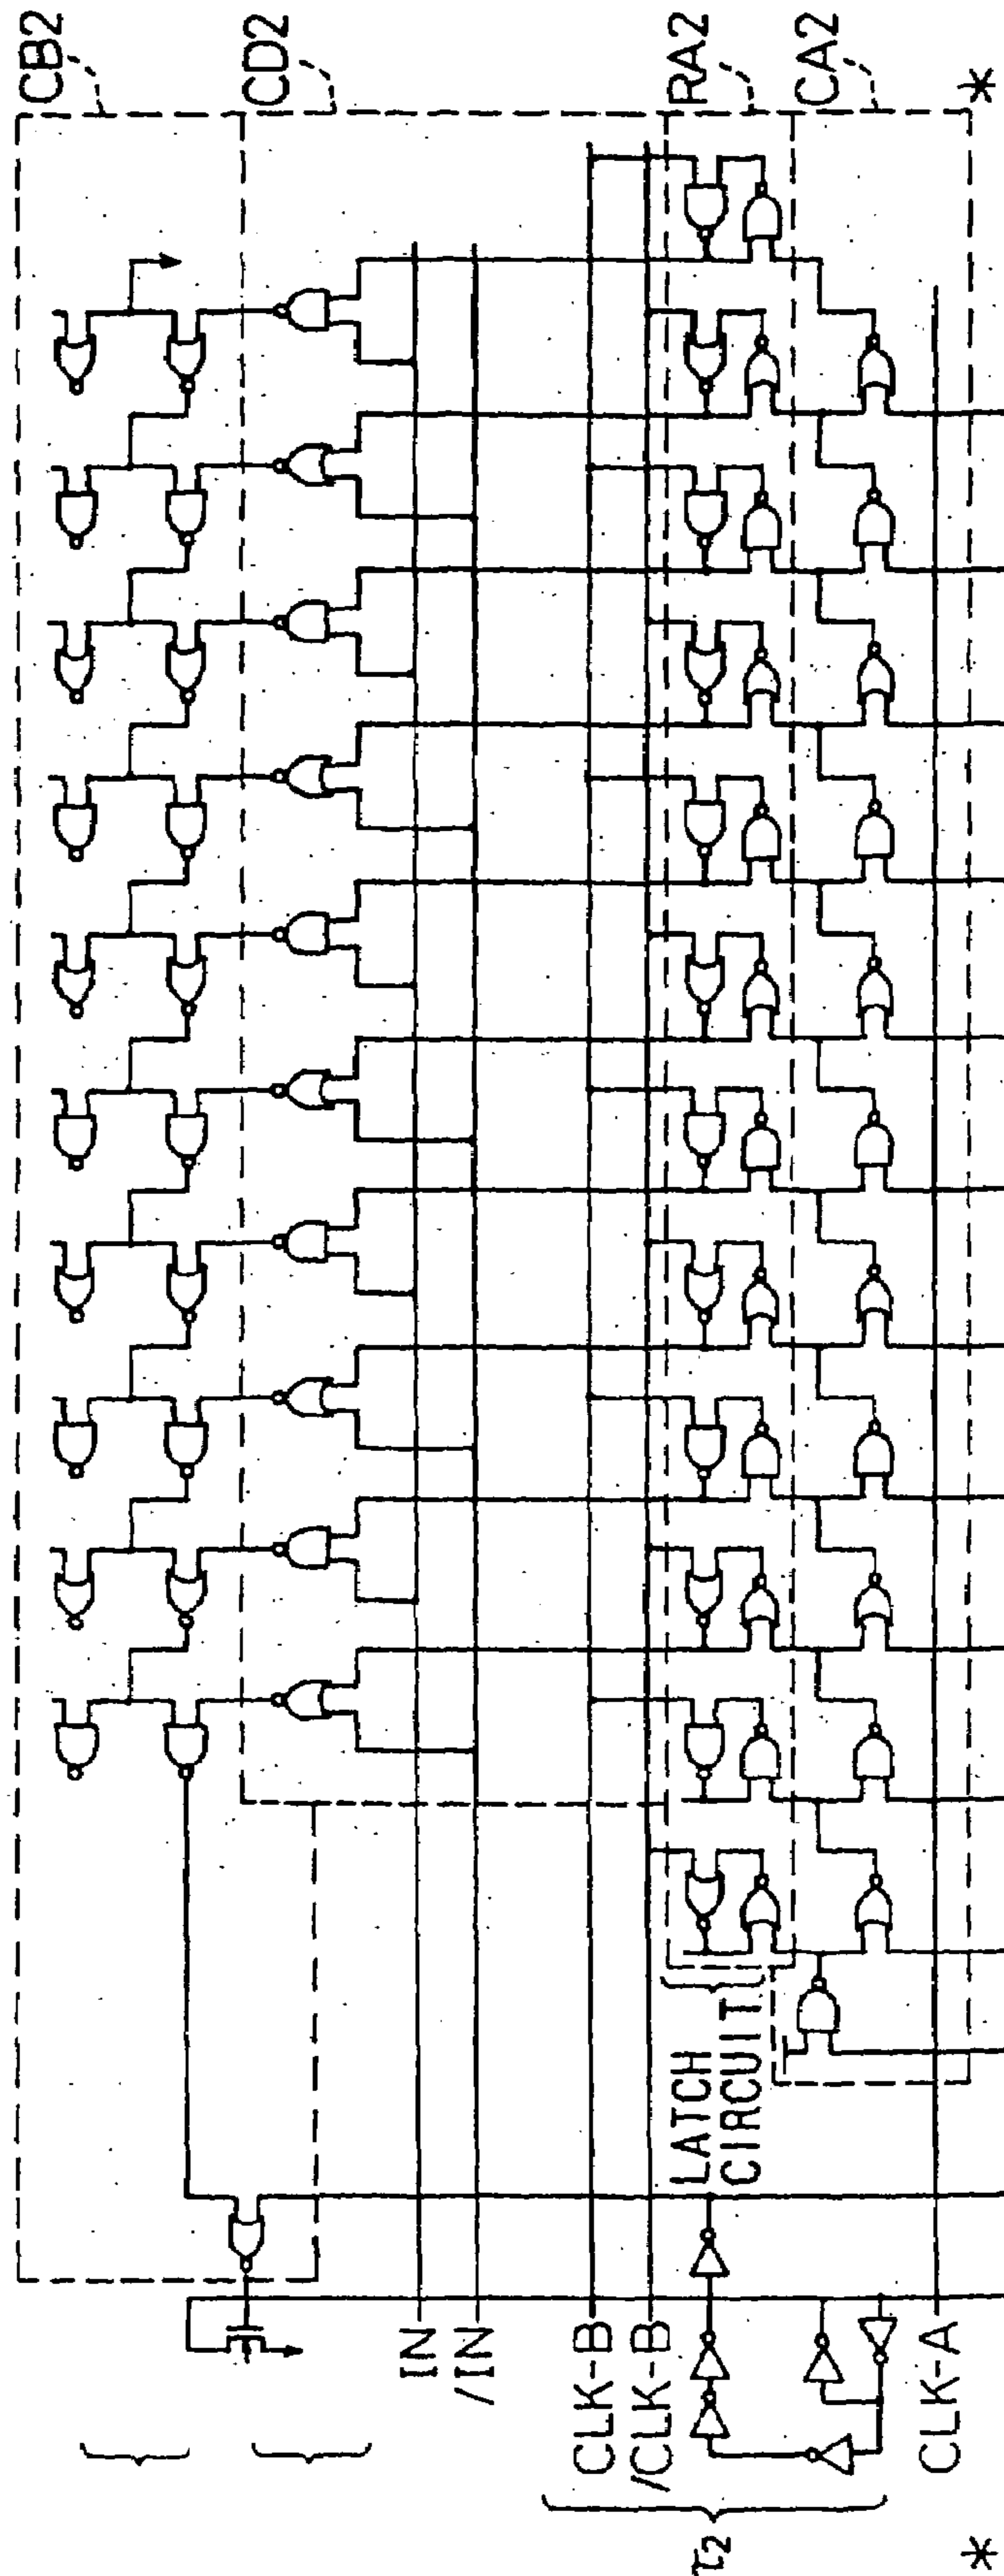 CB2
CD2
RA2
CA2
*
IN
/IN
CLK-B
/CLK-B
LATCH
CIRCUIT
CLK-A
τ2
*